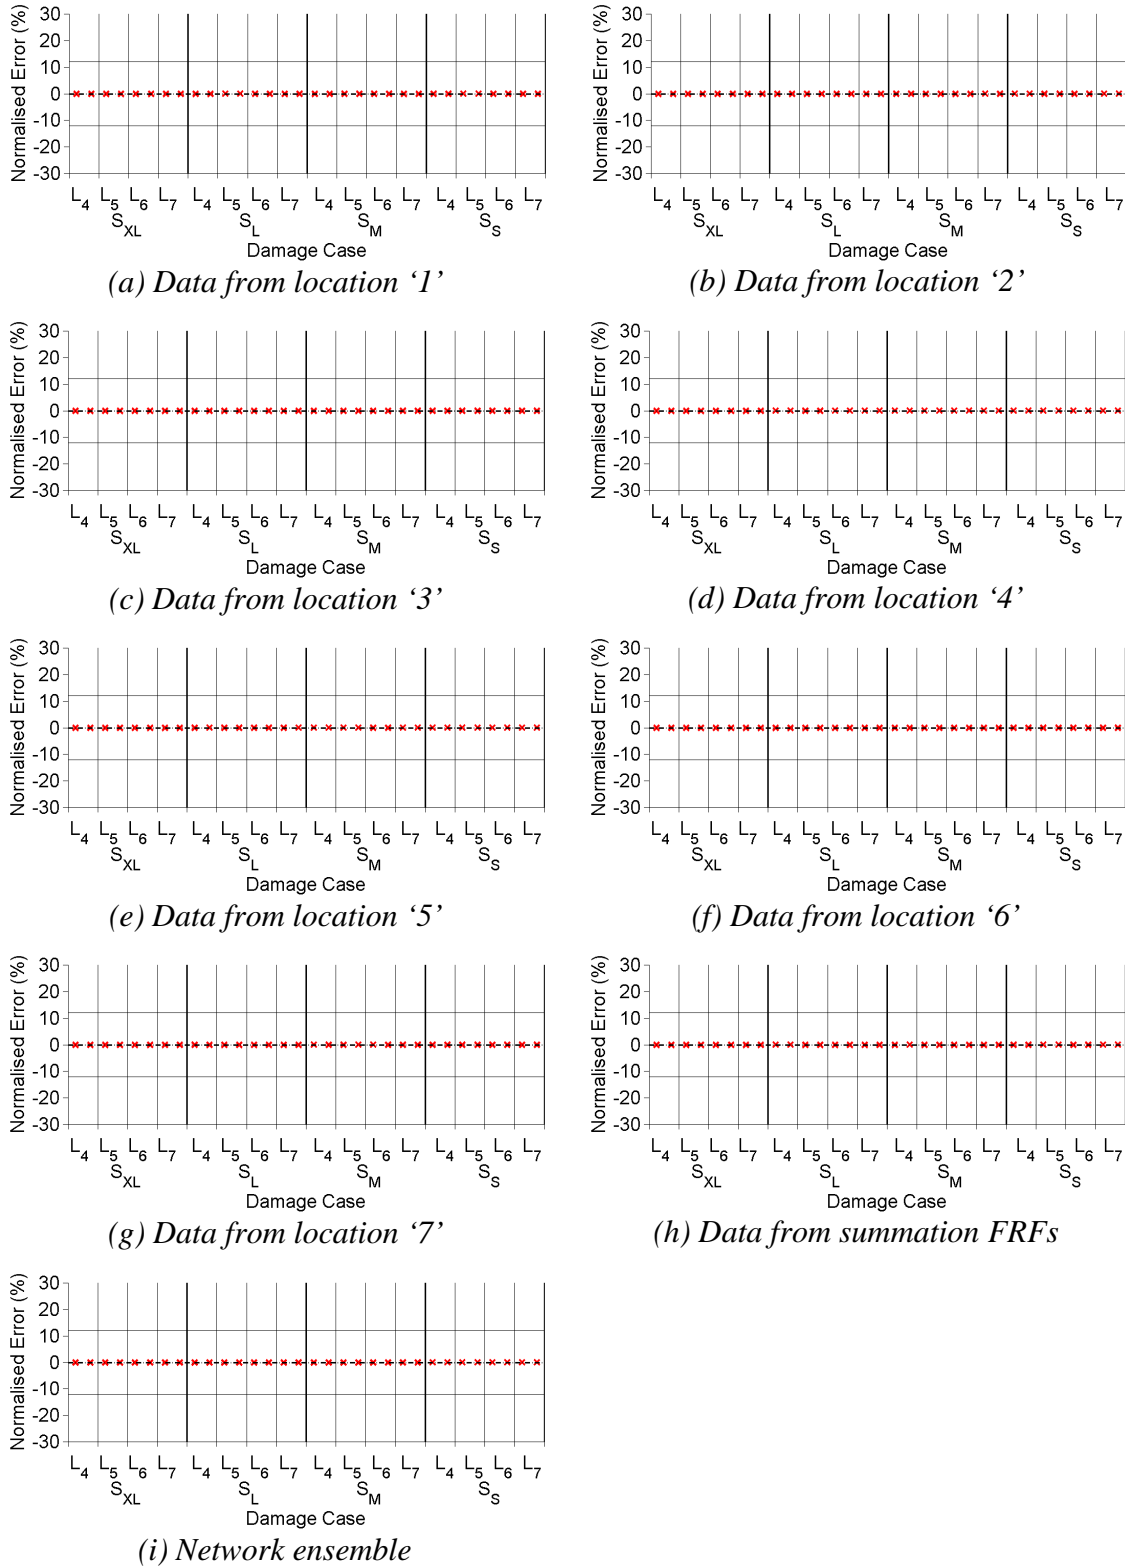 Normalised Error (%)
30
20
10
0
-10
-20
-30
L4 L5 L6 L7 L4 L5 L6 L7 L4 L5 L6 L7 L4 L5 L6 L7
SXL SL SM SS
Damage Case
(a) Data from location ‘1’
Normalised Error (%)
30
20
10
0
-10
-20
-30
L4 L5 L6 L7 L4 L5 L6 L7 L4 L5 L6 L7 L4 L5 L6 L7
SXL SL SM SS
Damage Case
(b) Data from location ‘2’
Normalised Error (%)
30
20
10
0
-10
-20
-30
L4 L5 L6 L7 L4 L5 L6 L7 L4 L5 L6 L7 L4 L5 L6 L7
SXL SL SM SS
Damage Case
(c) Data from location ‘3’
Normalised Error (%)
30
20
10
0
-10
-20
-30
L4 L5 L6 L7 L4 L5 L6 L7 L4 L5 L6 L7 L4 L5 L6 L7
SXL SL SM SS
Damage Case
(d) Data from location ‘4’
Normalised Error (%)
30
20
10
0
-10
-20
-30
L4 L5 L6 L7 L4 L5 L6 L7 L4 L5 L6 L7 L4 L5 L6 L7
SXL SL SM SS
Damage Case
(e) Data from location ‘5’
Normalised Error (%)
30
20
10
0
-10
-20
-30
L4 L5 L6 L7 L4 L5 L6 L7 L4 L5 L6 L7 L4 L5 L6 L7
SXL SL SM SS
Damage Case
(f) Data from location ‘6’
Normalised Error (%)
30
20
10
0
-10
-20
-30
L4 L5 L6 L7 L4 L5 L6 L7 L4 L5 L6 L7 L4 L5 L6 L7
SXL SL SM SS
Damage Case
(g) Data from location ‘7’
Normalised Error (%)
30
20
10
0
-10
-20
-30
L4 L5 L6 L7 L4 L5 L6 L7 L4 L5 L6 L7 L4 L5 L6 L7
SXL SL SM SS
Damage Case
(h) Data from summation FRFs
Normalised Error (%)
30
20
10
0
-10
-20
-30
L4 L5 L6 L7 L4 L5 L6 L7 L4 L5 L6 L7 L4 L5 L6 L7
SXL SL SM SS
Damage Case
(i) Network ensemble